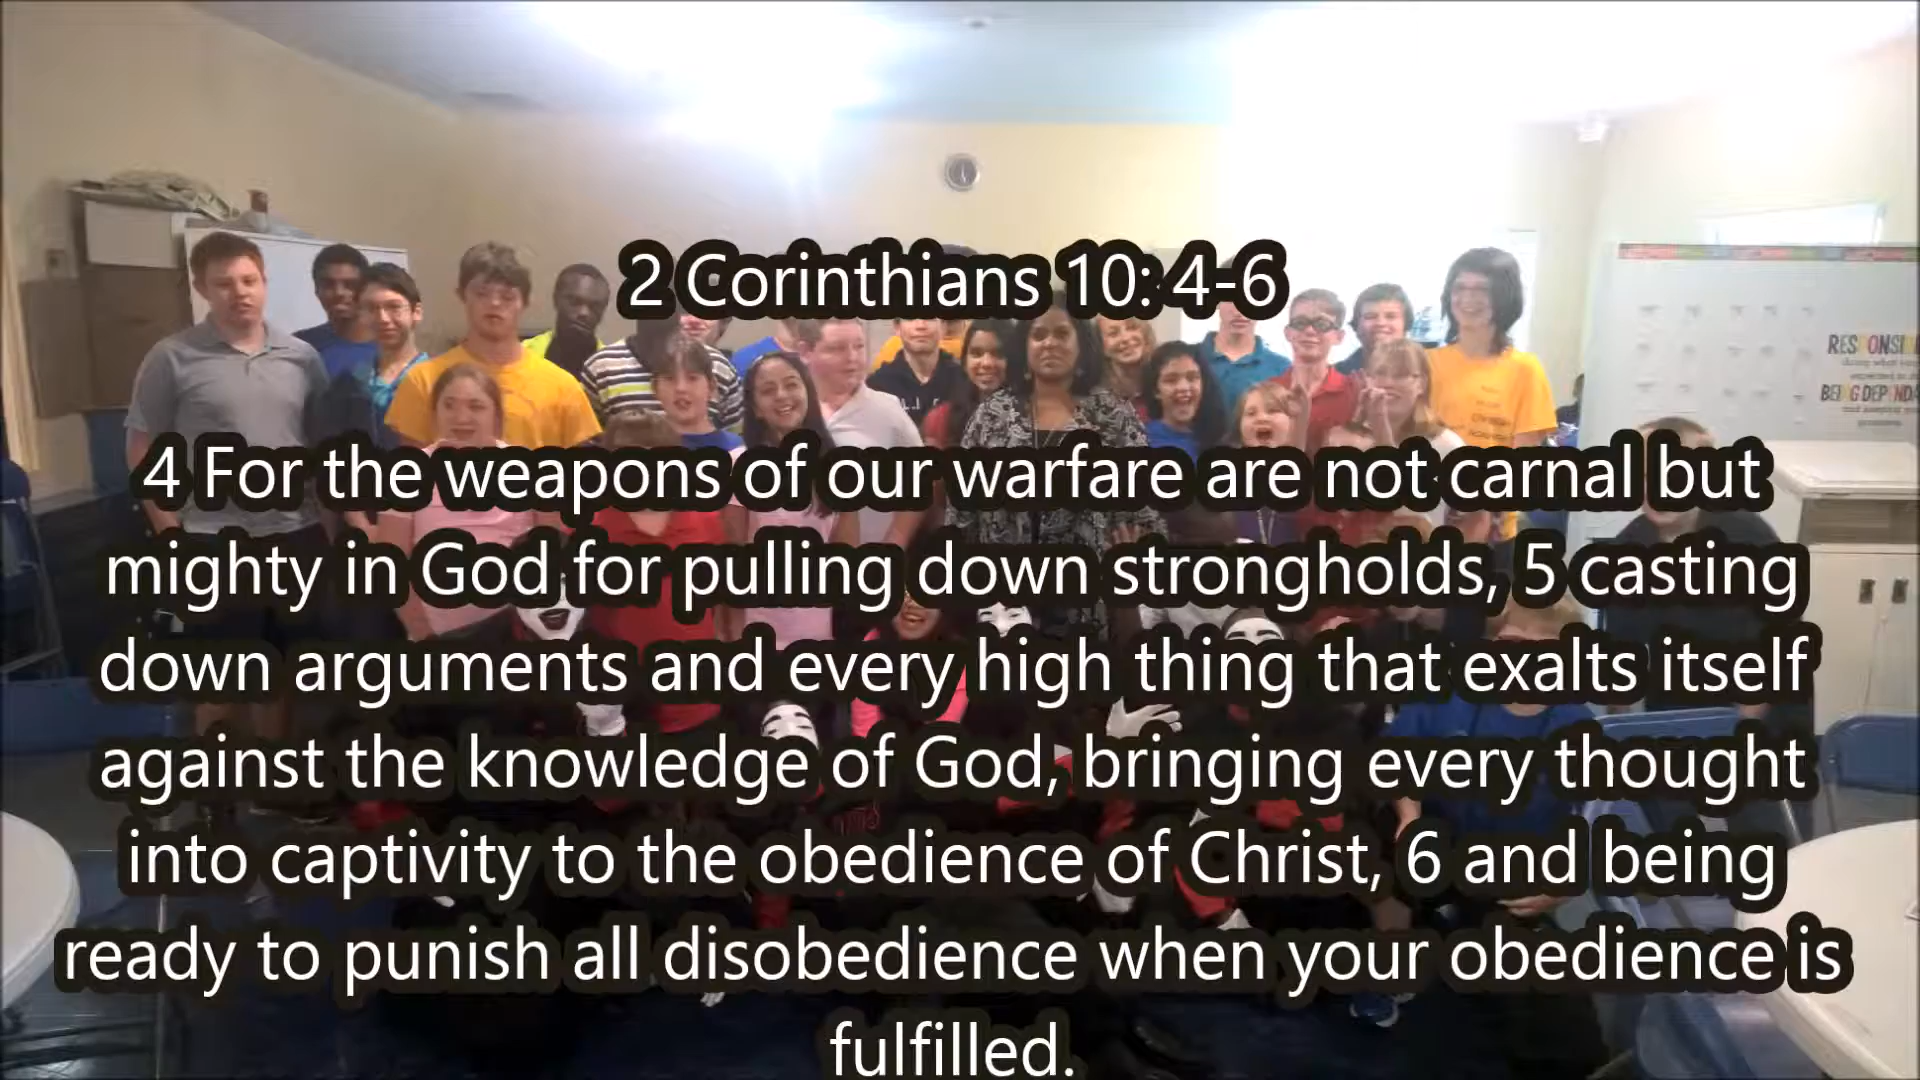 2 Corinthians 10: 4-6
4 For the weapons of our warfare are not carnal but
mighty in God for pulling down strongholds, 5 casting
down arguments and every high thing that exalts itself
against the knowledge of God, bringing every thought
into captivity to the obedience of Christ, 6 and being
ready to punish all disobedience when your obedience is
fulfilled.
BEING